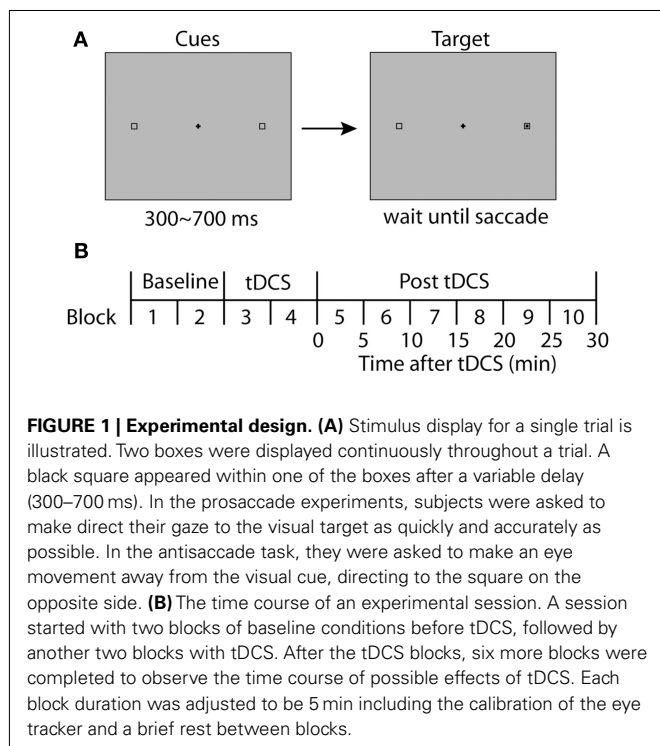 A
Cues
Target
300~700 ms
wait until saccade
B
Baseline tDCS Post tDCS
Block 1 2 3 4 5 6 7 8 9 10
0 5 10 15 20 25 30
Time after tDCS (min)
FIGURE 1 | Experimental design. (A) Stimulus display for a single trial is
illustrated. Two boxes were displayed continuously throughout a trial. A
black square appeared within one of the boxes after a variable delay
(300–700 ms). In the prosaccade experiments, subjects were asked to
make direct their gaze to the visual target as quickly and accurately as
possible. In the antisaccade task, they were asked to make an eye
movement away from the visual cue, directing to the square on the
opposite side. (B) The time course of an experimental session. A session
started with two blocks of baseline conditions before tDCS, followed by
another two blocks with tDCS. After the tDCS blocks, six more blocks were
completed to observe the time course of possible effects of tDCS. Each
block duration was adjusted to be 5 min including the calibration of the eye
tracker and a brief rest between blocks.